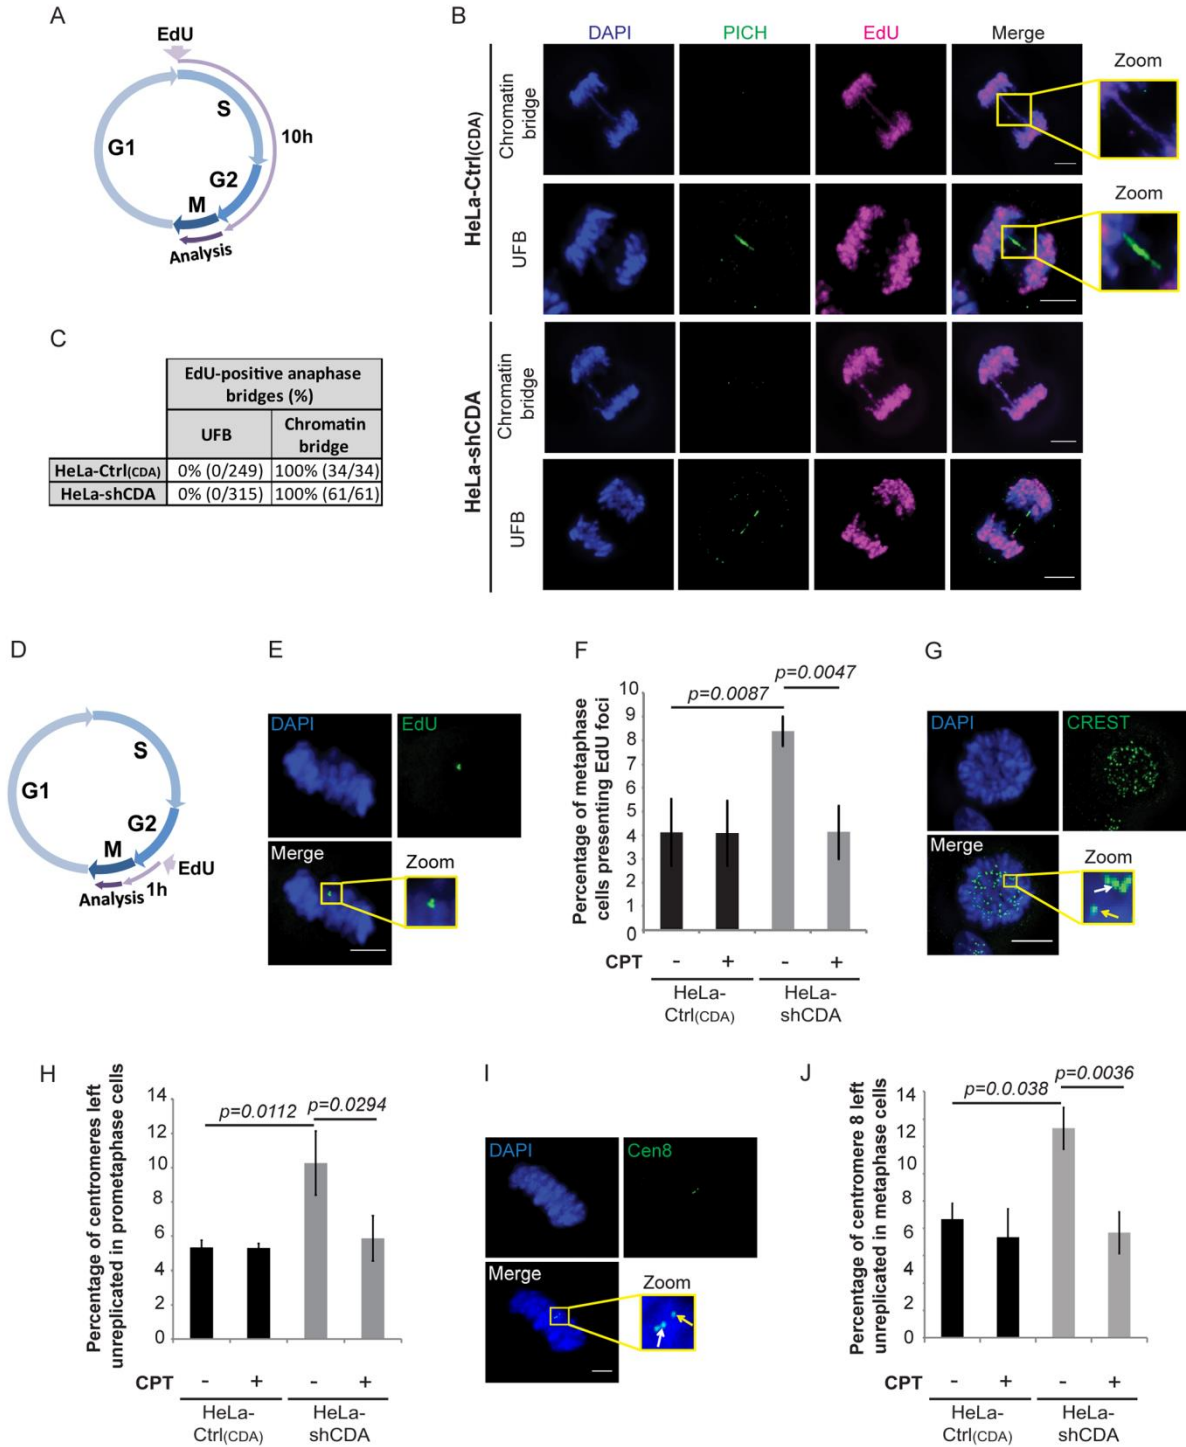 A
EdU
S
G1
10h
G2
M
Analysis
B
DAPI
PICH
EdU
Merge
Zoom
HeLa-Ctrl(CDA)
Chromatin
bridge
Zoom
UFB
HeLa-shCDA
Chromatin
bridge
UFB
C
EdU-positive anaphase
bridges (%)
UFB
Chromatin
bridge
HeLa-Ctrl(CDA) 0% (0/249) 100% (34/34)
HeLa-shCDA 0% (0/315) 100% (61/61)
D
S
G1
G2
M
EdU
Analysis 1h
E
DAPI
EdU
Merge
Zoom
F
Percentage of metaphase
cells presenting EdU foci
10
9
8
7
6
5
4
3
2
1
0
p=0.0087
p=0.0047
CPT - + - +
HeLa-
Ctrl(CDA)
HeLa-
shCDA
G
DAPI
CREST
Merge
Zoom
H
Percentage of centromeres left
unreplicated in prometaphase cells
14
12
10
8
6
4
2
0
p=0.0112
p=0.0294
CPT - + - +
HeLa-
Ctrl(CDA)
HeLa-
shCDA
I
DAPI
Cen8
Merge
Zoom
J
Percentage of centromere 8 left
unreplicated in metaphase cells
14
12
10
8
6
4
2
0
p=0.0.038
p=0.0036
CPT - + - +
HeLa-
Ctrl(CDA)
HeLa-
shCDA